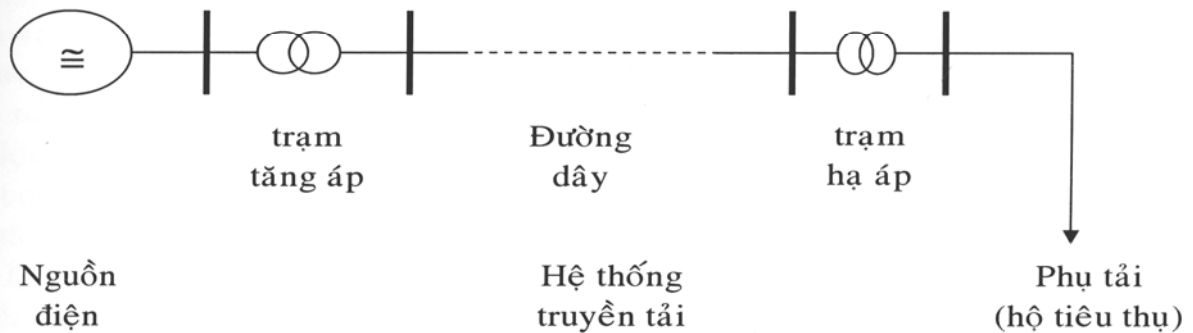 ≅
trạm
tăng áp
Đường
dây
trạm
hạ áp
Nguồn
điện
Hệ thống
truyền tải
Phụ tải
(hộ tiêu thụ)